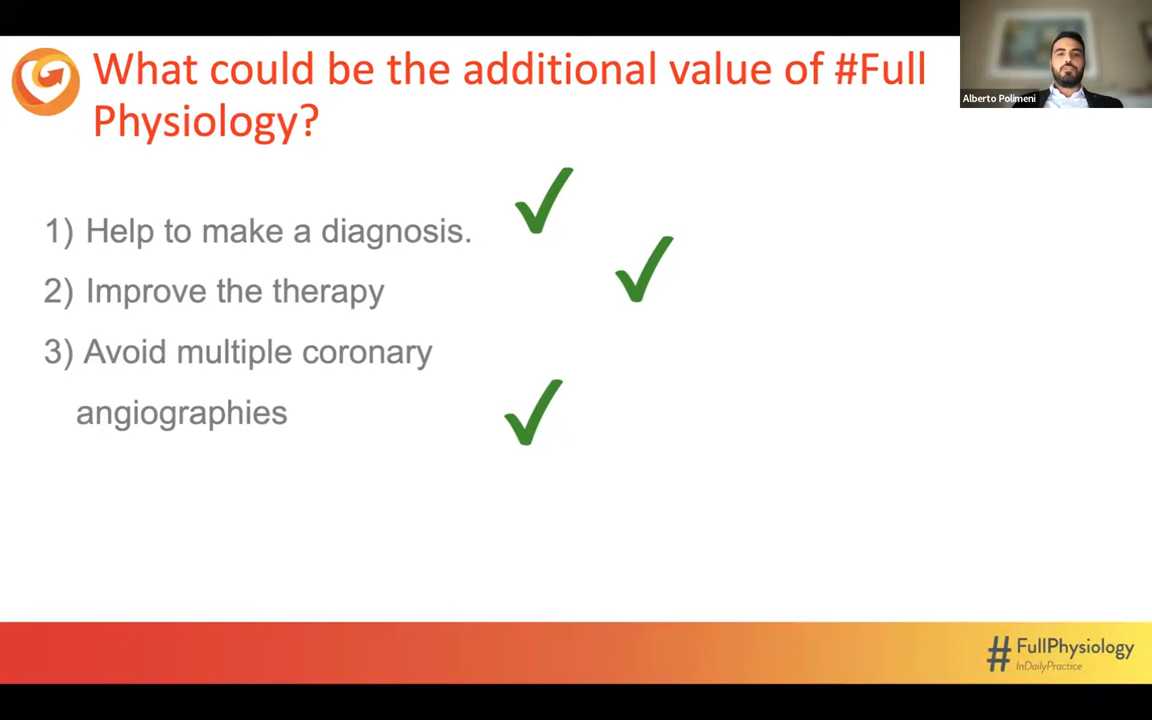 What could be the additional value of #Full
Physiology?
Alberto Polimeni
1) Help to make a diagnosis.
2) Improve the therapy
3) Avoid multiple coronary
angiographies
#FullPhysiology
InDailyPractice